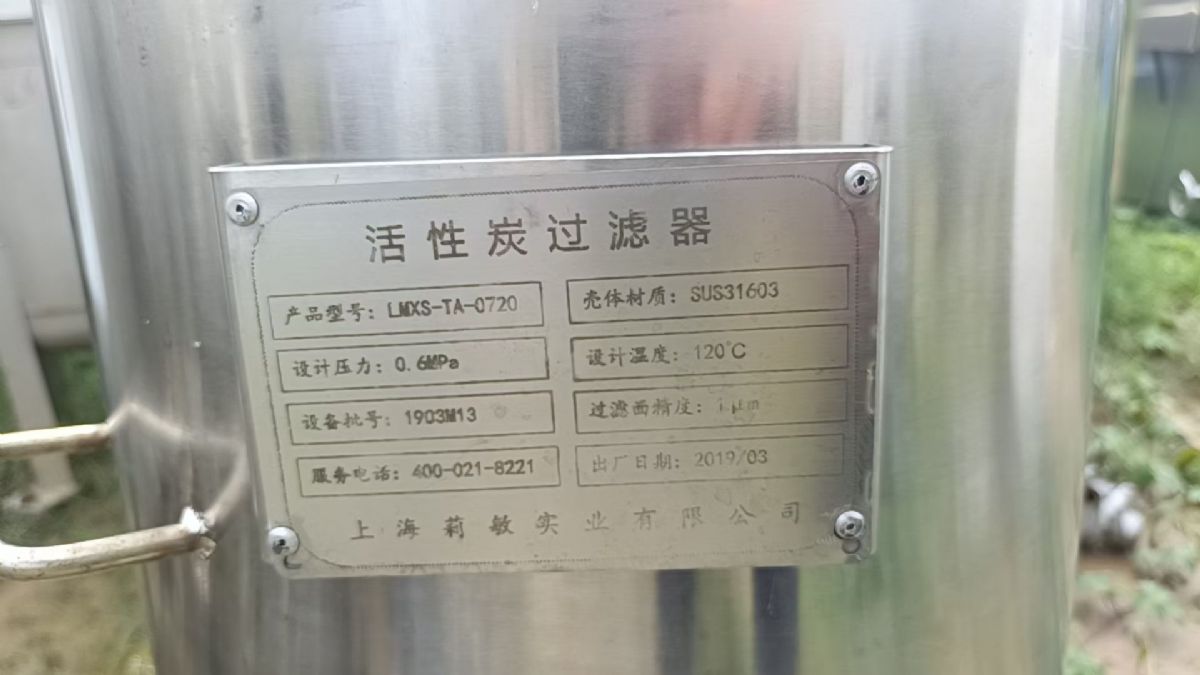 活性炭过滤器
产品型号: LMXS-TA-0720
壳体材质: SUS31603
设计压力: 0.6MPa
设计温度: 120℃
设备批号: 1903M13
过滤面精度: 1μm
服务电话: 400-021-8221
出厂日期: 2019/03
上海莉敏实业有限公司